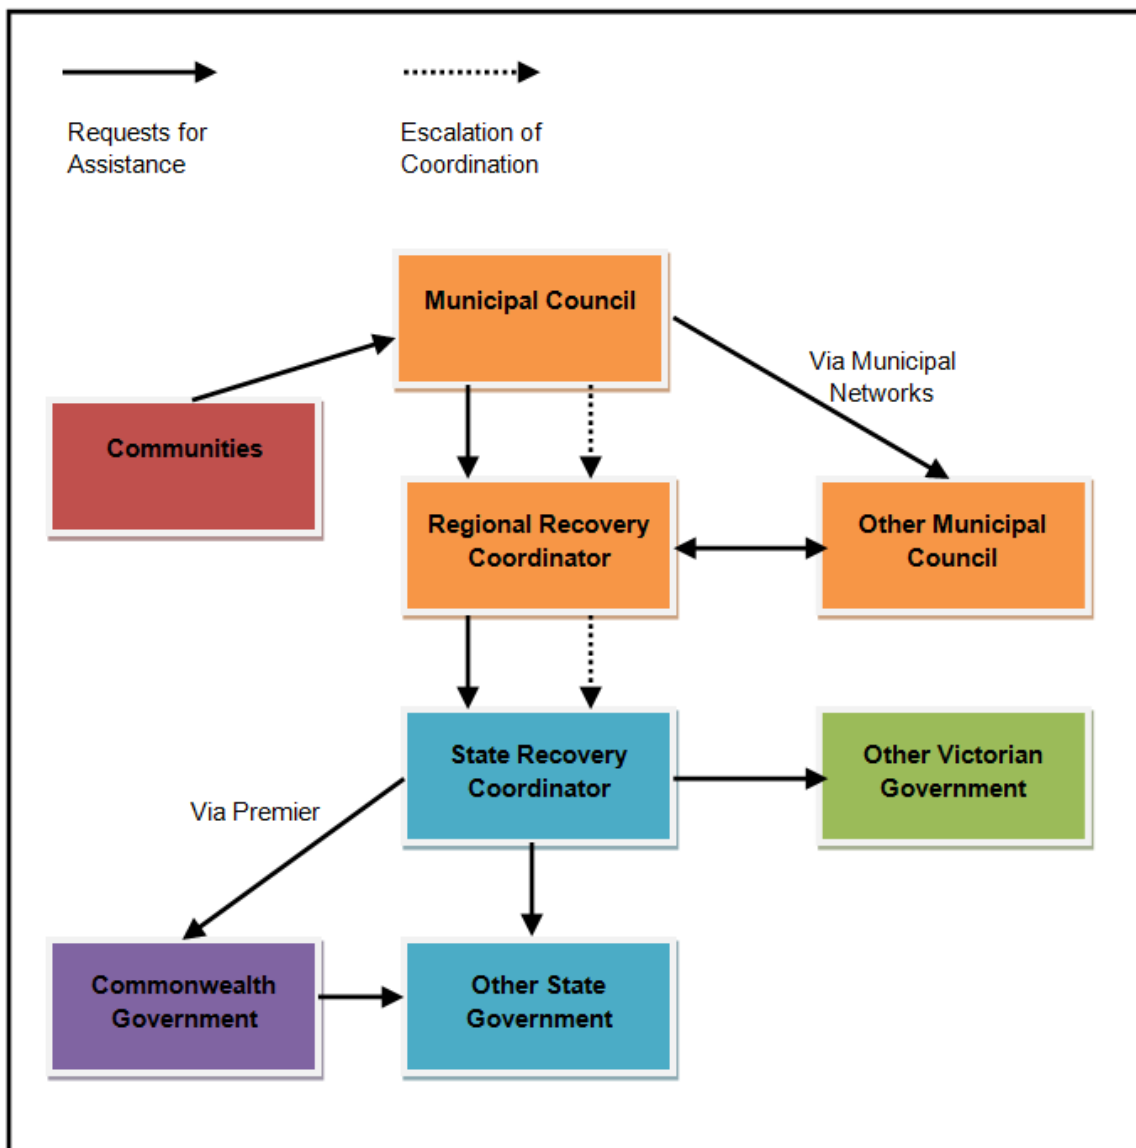 Requests for
Assistance
Escalation of
Coordination
Municipal Council
Via Municipal
Networks
Communities
Regional Recovery
Coordinator
Other Municipal
Council
State Recovery
Coordinator
Other Victorian
Government
Via Premier
Commonwealth
Government
Other State
Government